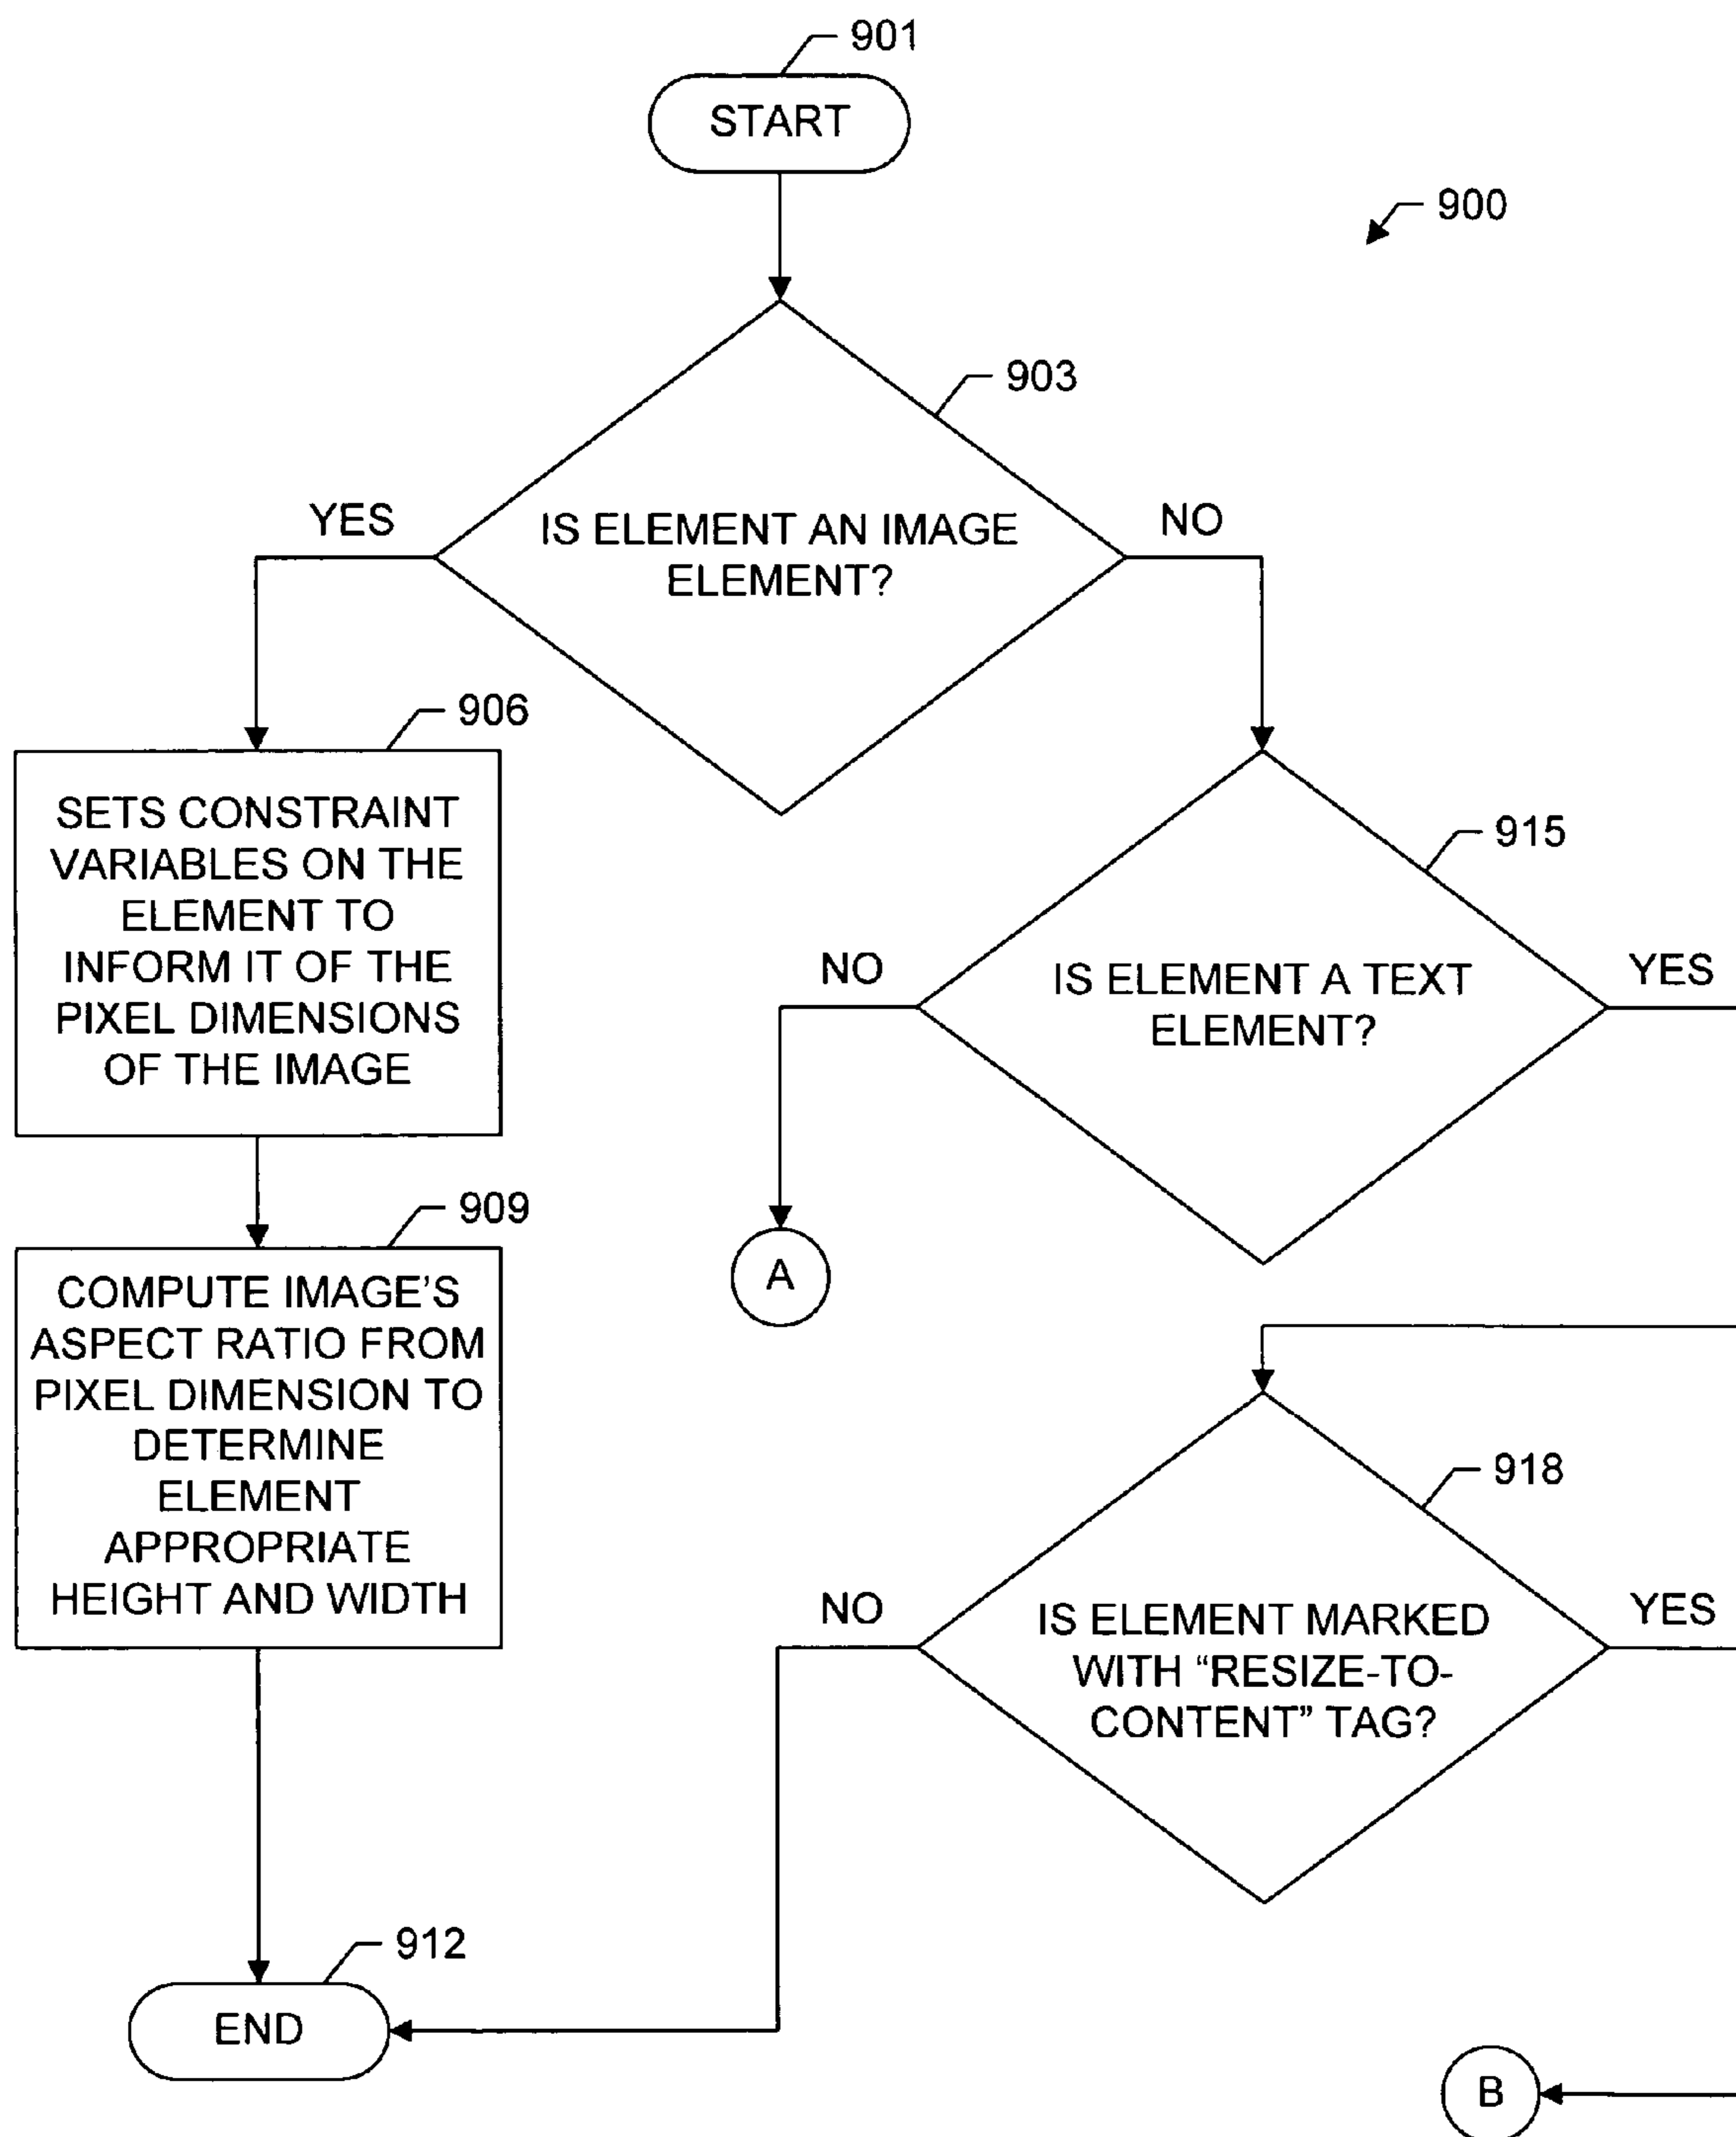 901
START
900
903
YES
IS ELEMENT AN IMAGE
ELEMENT?
NO
906
SETS CONSTRAINT
VARIABLES ON THE
ELEMENT TO
INFORM IT OF THE
PIXEL DIMENSIONS
OF THE IMAGE
915
NO
IS ELEMENT A TEXT
ELEMENT?
YES
A
909
COMPUTE IMAGE'S
ASPECT RATIO FROM
PIXEL DIMENSION TO
DETERMINE
ELEMENT
APPROPRIATE
HEIGHT AND WIDTH
918
NO
IS ELEMENT MARKED
WITH “RESIZE-TO-
CONTENT” TAG?
YES
912
END
B